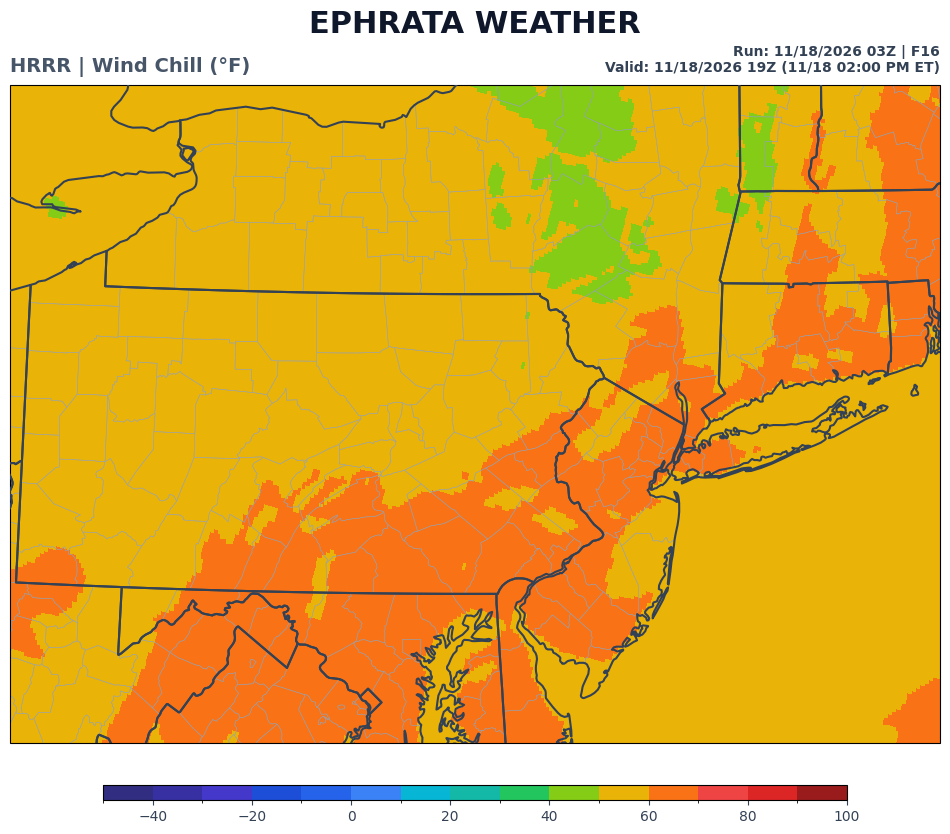 EPHRATA WEATHER
HRRR | Wind Chill (°F)
Run: 11/18/2026 03Z | F16
Valid: 11/18/2026 19Z (11/18 02:00 PM ET)
−40 −20 0 20 40 60 80 100